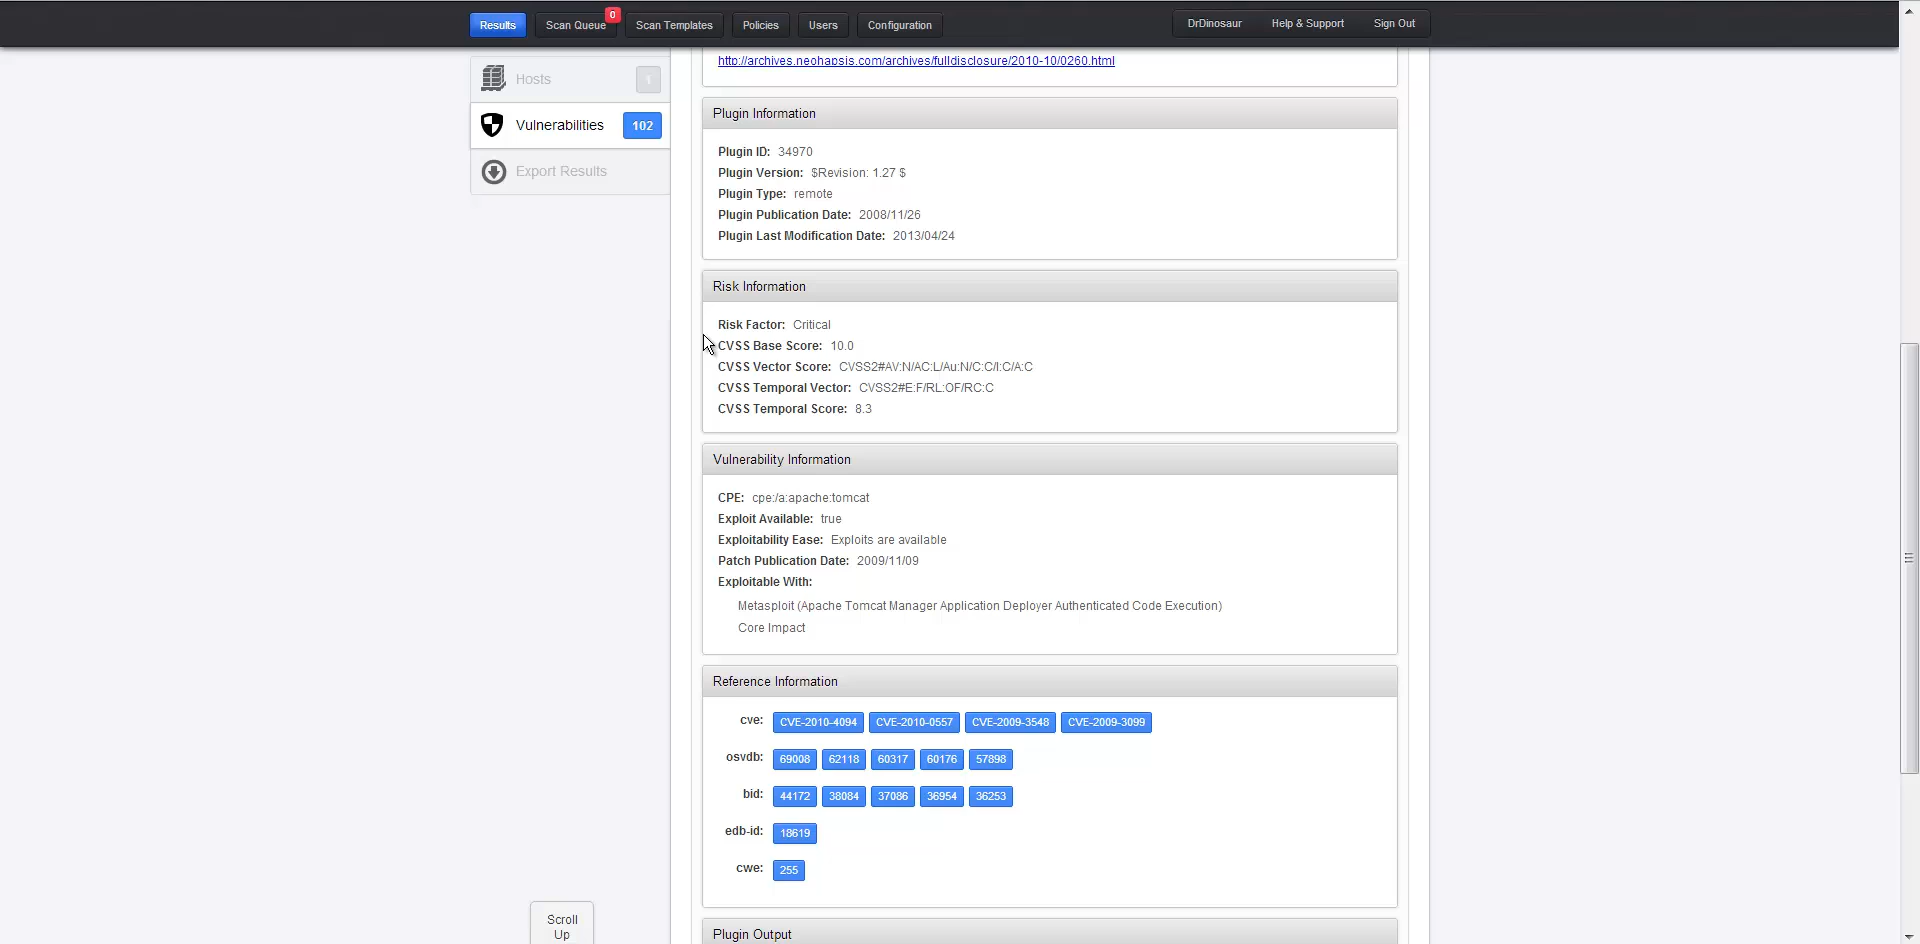 Results
Scan Queue
0
Scan Templates
Policies
Users
Configuration
DrDinosaur
Help & Support
Sign Out
Hosts
1
Vulnerabilities
102
Export Results
http://archives.neohapsis.com/archives/fulldisclosure/2010-10/0260.html
Plugin Information
Plugin ID: 34970
Plugin Version: $Revision: 1.27 $
Plugin Type: remote
Plugin Publication Date: 2008/11/26
Plugin Last Modification Date: 2013/04/24
Risk Information
Risk Factor: Critical
CVSS Base Score: 10.0
CVSS Vector Score: CVSS2#AV:N/AC:L/Au:N/C:C/I:C/A:C
CVSS Temporal Vector: CVSS2#E:F/RL:OF/RC:C
CVSS Temporal Score: 8.3
Vulnerability Information
CPE: cpe:/a:apache:tomcat
Exploit Available: true
Exploitability Ease: Exploits are available
Patch Publication Date: 2009/11/09
Exploitable With:
Metasploit (Apache Tomcat Manager Application Deployer Authenticated Code Execution)
Core Impact
Reference Information
cve: CVE-2010-4094 CVE-2010-0557 CVE-2009-3548 CVE-2009-3099
osvdb: 69008 62118 60317 60176 57898
bid: 44172 38084 37086 36954 36253
edb-id: 18619
cwe: 255
Plugin Output
Scroll
Up